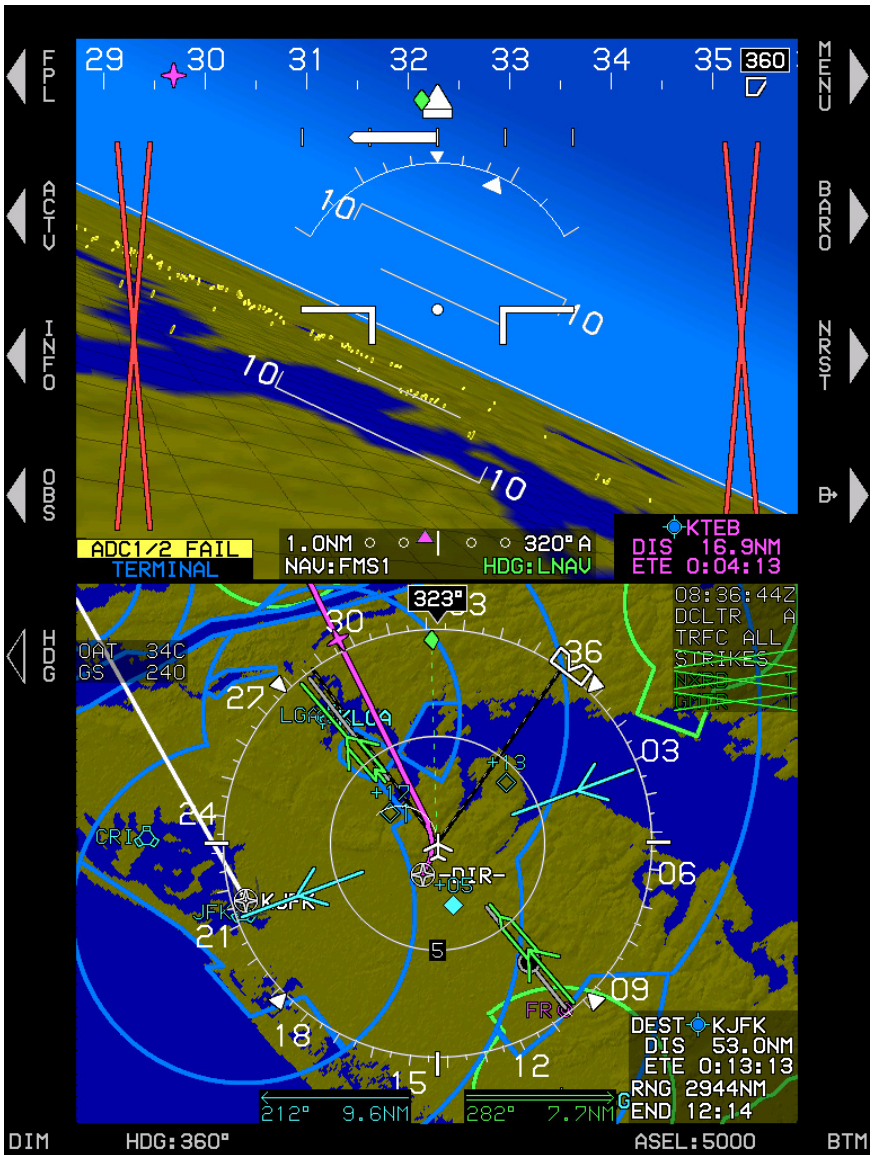 FPL
MENU
ACTV
BARO
INFO
NRST
OBS
D→
HDG
29 30 31 32 33 34 35 360
10
10
10
10
ADC1/2 FAIL
TERMINAL
1.0NM 320°A
NAV:FMS1 HDG:LNAV
KTEB
DIS 16.9NM
ETE 0:04:13
323°
08:36:44Z
DCLTR A
TRFC ALL
STRIKES
OAT 34C
GS 240
30
33
36
27
LGA KLGA
03
+13
+17
24
CRI
-DIR-
06
+05
JFK KJFK
21
5
09
FR
18
12
15
DEST KJFK
DIS 53.0NM
ETE 0:13:13
RNG 2944NM
END 12:14
212° 9.6NM
282° 7.7NM G
DIM HDG:360° ASEL:5000 BTM